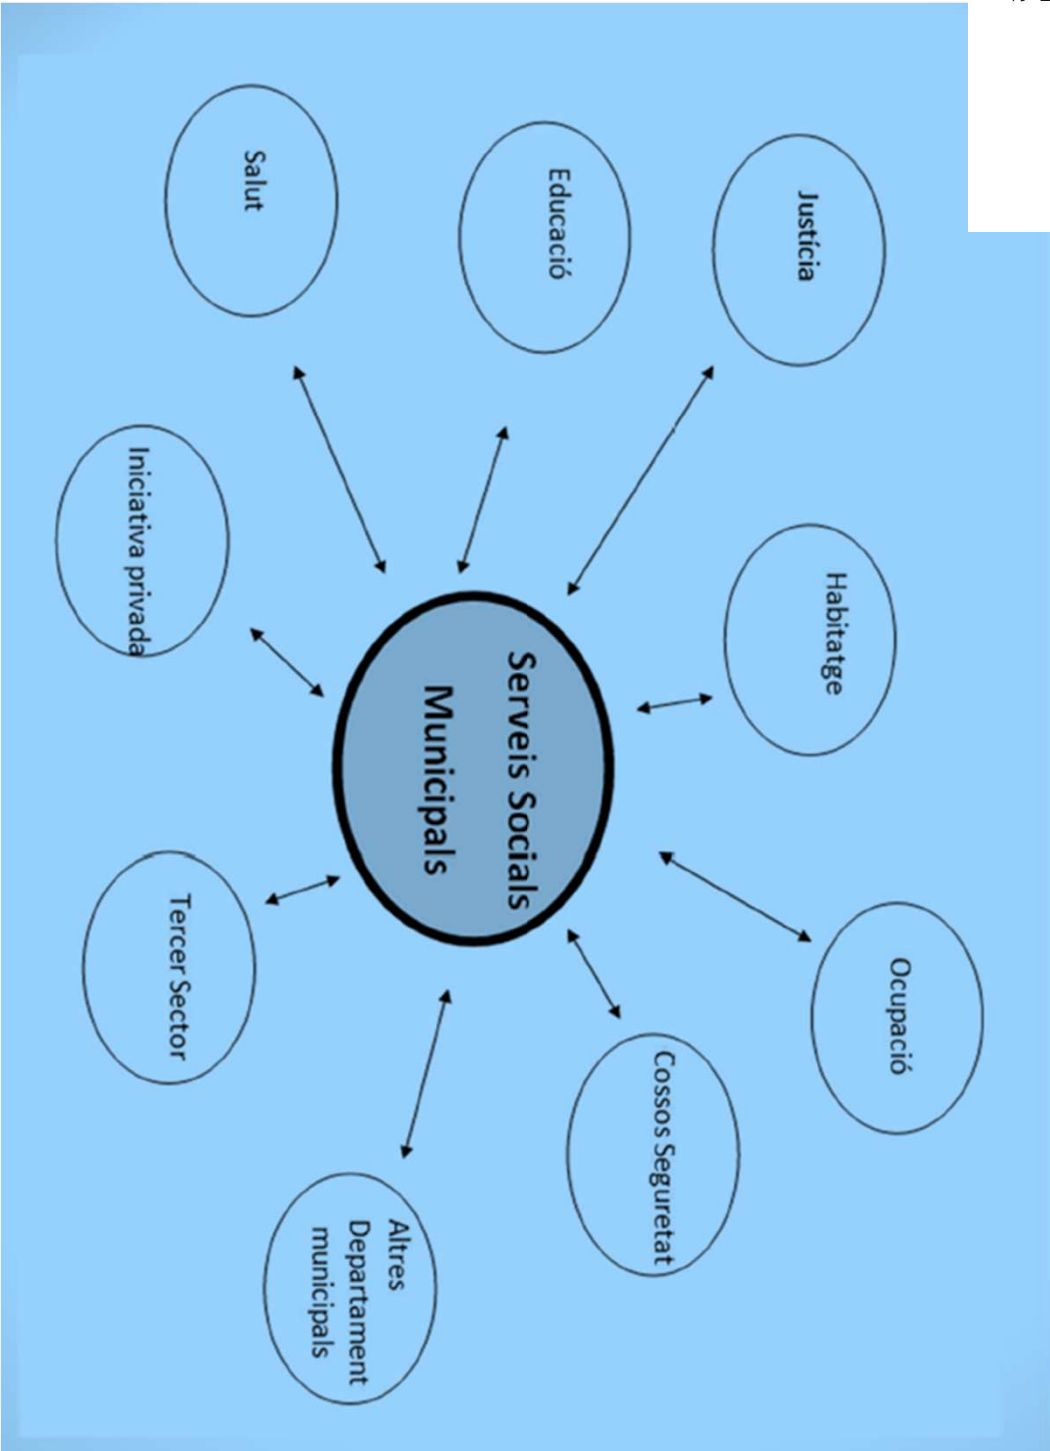 Justícia
Habitatge
Ocupació
Educació
Serveis Socials
Municipals
Cossos Seguretat
Salut
Iniciativa privada
Tercer Sector
Altres
Departament
municipals